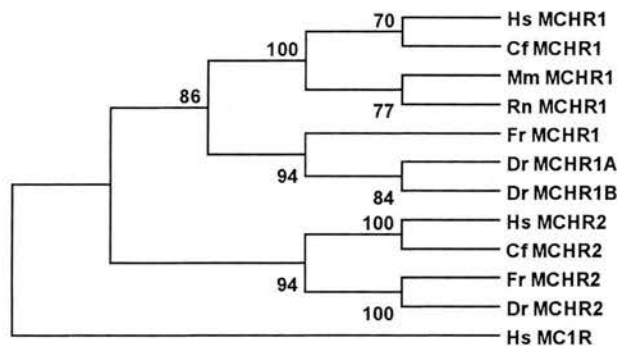 70
Hs MCHR1
Cf MCHR1
100
Mm MCHR1
86
Rn MCHR1
77
Fr MCHR1
94
Dr MCHR1A
84
Dr MCHR1B
100
Hs MCHR2
Cf MCHR2
94
Fr MCHR2
100
Dr MCHR2
Hs MC1R